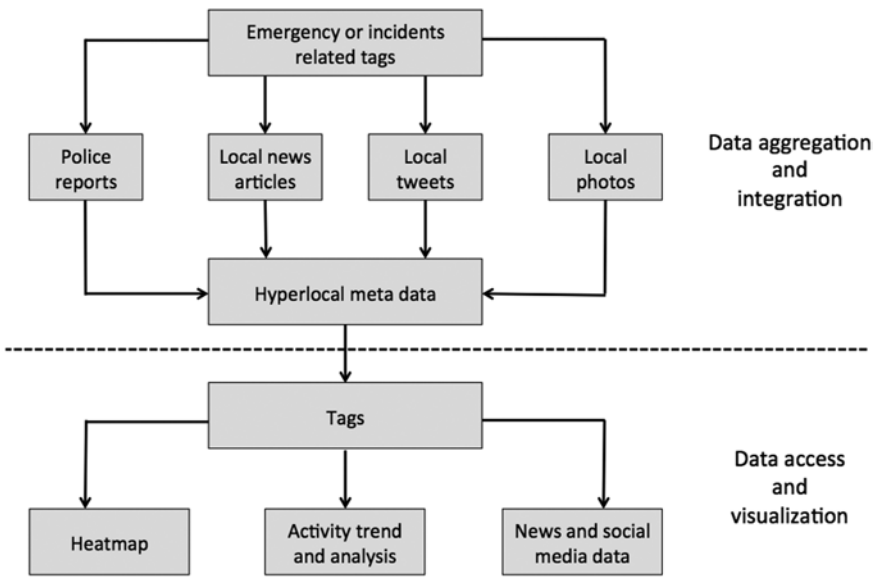 Emergency or incidents
related tags
Police
reports
Local news
articles
Local
tweets
Local
photos
Data aggregation
and
integration
Hyperlocal meta data
Tags
Data access
and
visualization
Heatmap
Activity trend
and analysis
News and social
media data